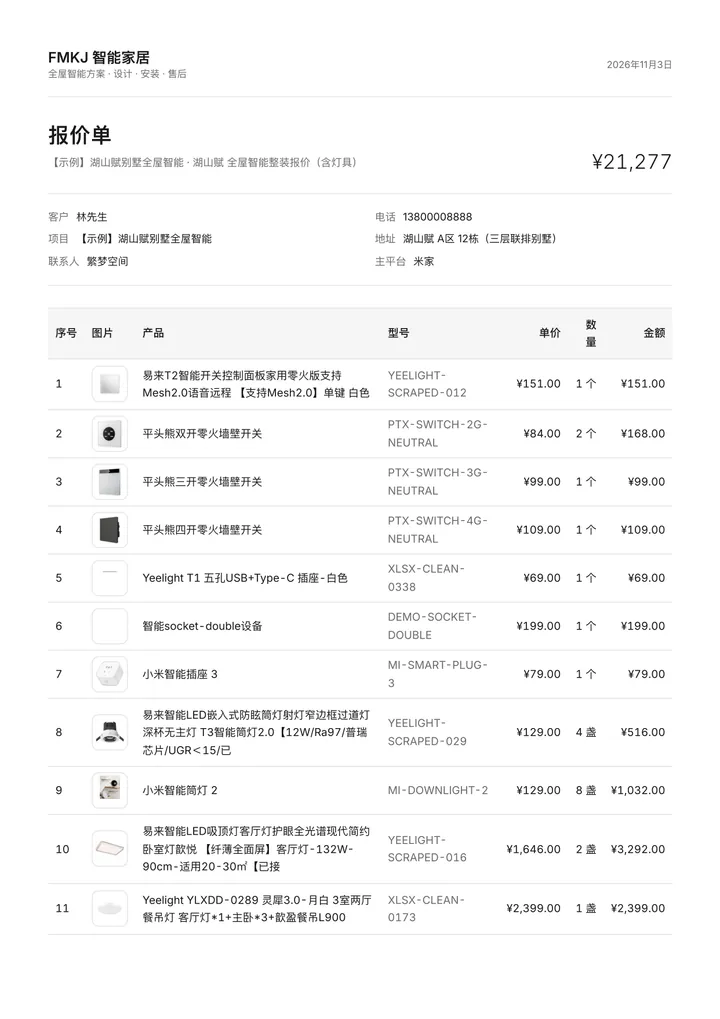 FMKJ 智能家居
全屋智能方案 · 设计 · 安装 · 售后
2026年11月3日
报价单
【示例】湖山赋别墅全屋智能 · 湖山赋 全屋智能整装报价（含灯具）
¥21,277
客户 林先生
电话 13800008888
项目 【示例】湖山赋别墅全屋智能
地址 湖山赋 A区 12栋（三层联排别墅）
联系人 繁梦空间
主平台 米家
序号 图片 产品 型号 单价 数量 金额
1 易来T2智能开关控制面板家用零火版支持 YEELIGHT- ¥151.00 1 个 ¥151.00
Mesh2.0语音远程 【支持Mesh2.0】单键 白色 SCRAPED-012
2 平头熊双开零火墙壁开关 PTX-SWITCH-2G- ¥84.00 2 个 ¥168.00
NEUTRAL
3 平头熊三开零火墙壁开关 PTX-SWITCH-3G- ¥99.00 1 个 ¥99.00
NEUTRAL
4 平头熊四开零火墙壁开关 PTX-SWITCH-4G- ¥109.00 1 个 ¥109.00
NEUTRAL
5 Yeelight T1 五孔USB+Type-C 插座-白色 XLSX-CLEAN- ¥69.00 1 个 ¥69.00
0338
6 智能socket-double设备 DEMO-SOCKET- ¥199.00 1 个 ¥199.00
DOUBLE
7 小米智能插座 3 MI-SMART-PLUG- ¥79.00 1 个 ¥79.00
3
8 易来智能LED嵌入式防眩筒灯射灯窄边框过道灯 YEELIGHT- ¥129.00 4 盏 ¥516.00
深杯无主灯 T3智能筒灯2.0【12W/Ra97/普瑞 SCRAPED-029
芯片/UGR＜15/已
9 小米智能筒灯 2 MI-DOWNLIGHT-2 ¥129.00 8 盏 ¥1,032.00
10 易来智能LED吸顶灯客厅灯护眼全光谱现代简约 YEELIGHT- ¥1,646.00 2 盏 ¥3,292.00
卧室灯歆悦 【纤薄全面屏】客厅灯-132W- SCRAPED-016
90cm-适用20-30㎡【已接
11 Yeelight YLXDD-0289 灵犀3.0-月白 3室两厅 XLSX-CLEAN- ¥2,399.00 1 盏 ¥2,399.00
餐吊灯 客厅灯*1+主卧*3+歆盈餐吊L900 0173